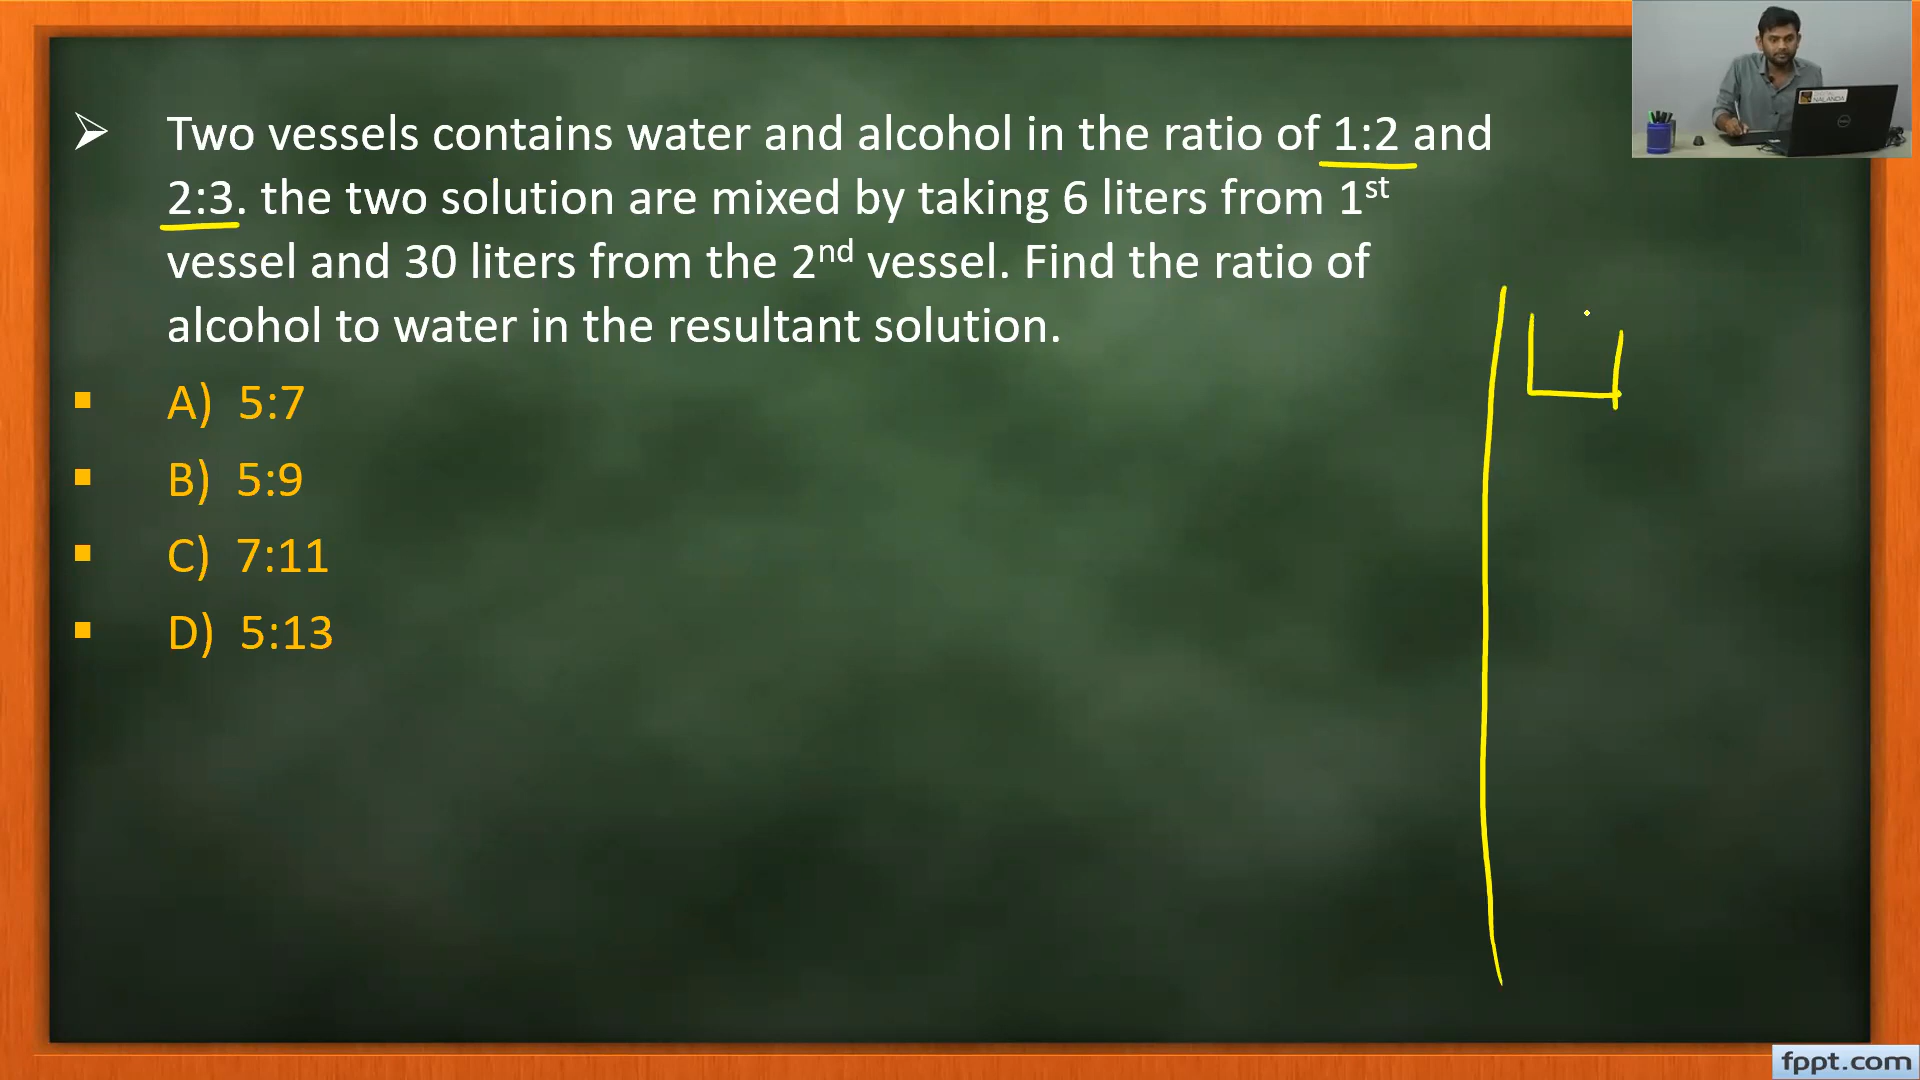 Two vessels contains water and alcohol in the ratio of 1:2 and
2:3. the two solution are mixed by taking 6 liters from 1st
vessel and 30 liters from the 2nd vessel. Find the ratio of
alcohol to water in the resultant solution.
A) 5:7
B) 5:9
C) 7:11
D) 5:13
NALANDA
fppt.com